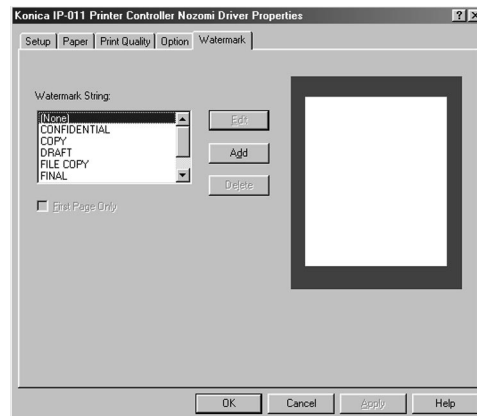 Konica IP-011 Printer Controller Nozomi Driver Properties
Setup Paper Print Quality Option Watermark
Watermark String:
(None)
CONFIDENTIAL
COPY
DRAFT
FILE COPY
FINAL
Edit
Add
Delete
First Page Only
OK Cancel Apply Help